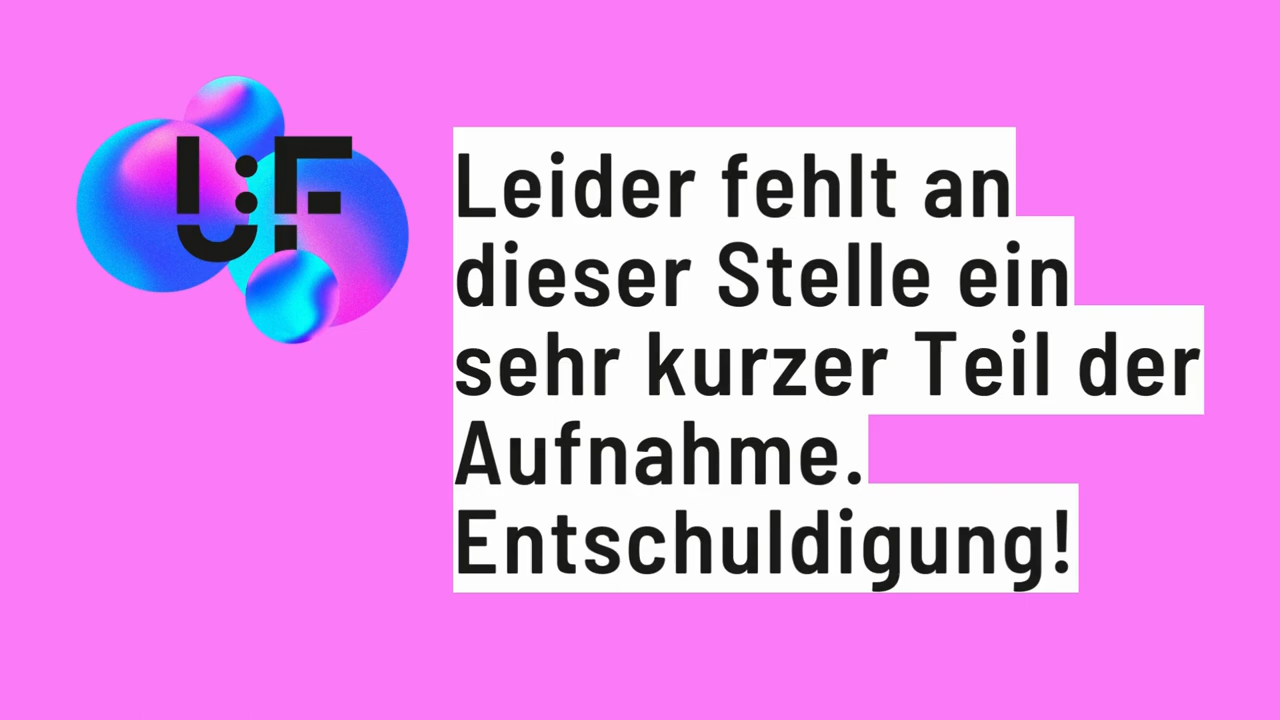 U:F
Leider fehlt an
dieser Stelle ein
sehr kurzer Teil der
Aufnahme.
Entschuldigung!